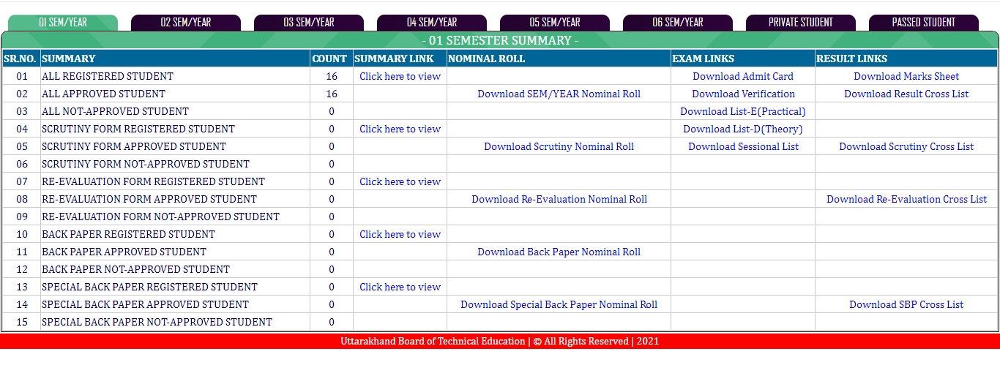 01 SEM/YEAR 02 SEM/YEAR 03 SEM/YEAR 04 SEM/YEAR 05 SEM/YEAR 06 SEM/YEAR PRIVATE STUDENT PASSED STUDENT
- 01 SEMESTER SUMMARY -
SR.NO. SUMMARY COUNT SUMMARY LINK NOMINAL ROLL EXAM LINKS RESULT LINKS
01 ALL REGISTERED STUDENT 16 Click here to view Download Admit Card Download Marks Sheet
02 ALL APPROVED STUDENT 16 Download SEM/YEAR Nominal Roll Download Verification Download Result Cross List
03 ALL NOT-APPROVED STUDENT 0 Download List-E(Practical)
04 SCRUTINY FORM REGISTERED STUDENT 0 Click here to view Download List-D(Theory)
05 SCRUTINY FORM APPROVED STUDENT 0 Download Scrutiny Nominal Roll Download Sessional List Download Scrutiny Cross List
06 SCRUTINY FORM NOT-APPROVED STUDENT 0
07 RE-EVALUATION FORM REGISTERED STUDENT 0 Click here to view
08 RE-EVALUATION FORM APPROVED STUDENT 0 Download Re-Evaluation Nominal Roll Download Re-Evaluation Cross List
09 RE-EVALUATION FORM NOT-APPROVED STUDENT 0
10 BACK PAPER REGISTERED STUDENT 0 Click here to view
11 BACK PAPER APPROVED STUDENT 0 Download Back Paper Nominal Roll
12 BACK PAPER NOT-APPROVED STUDENT 0
13 SPECIAL BACK PAPER REGISTERED STUDENT 0 Click here to view
14 SPECIAL BACK PAPER APPROVED STUDENT 0 Download Special Back Paper Nominal Roll Download SBP Cross List
15 SPECIAL BACK PAPER NOT-APPROVED STUDENT 0
Uttarakhand Board of Technical Education | © All Rights Reserved | 2021